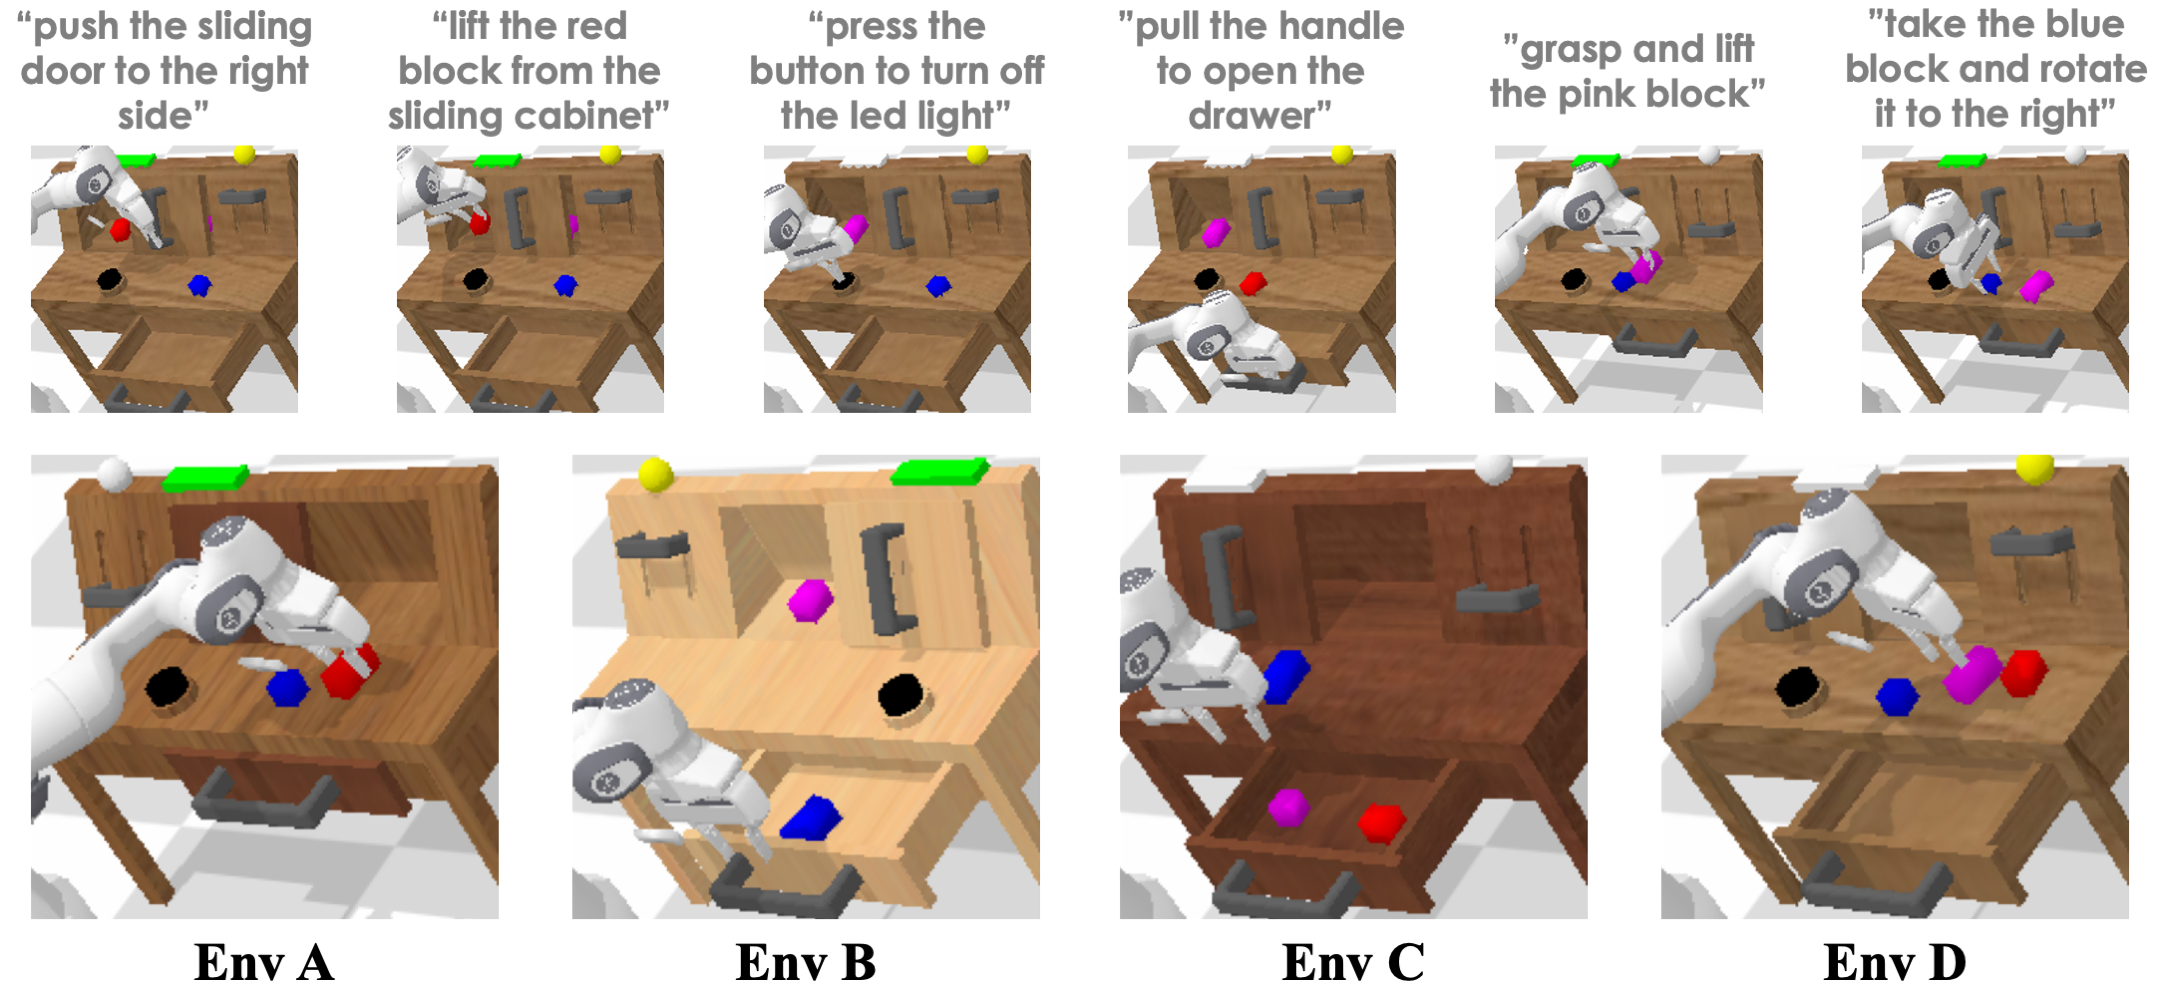 “push the sliding
door to the right
side”
“lift the red
block from the
sliding cabinet”
“press the
button to turn off
the led light”
”pull the handle
to open the
drawer”
”grasp and lift
the pink block”
”take the blue
block and rotate
it to the right”
Env A
Env B
Env C
Env D